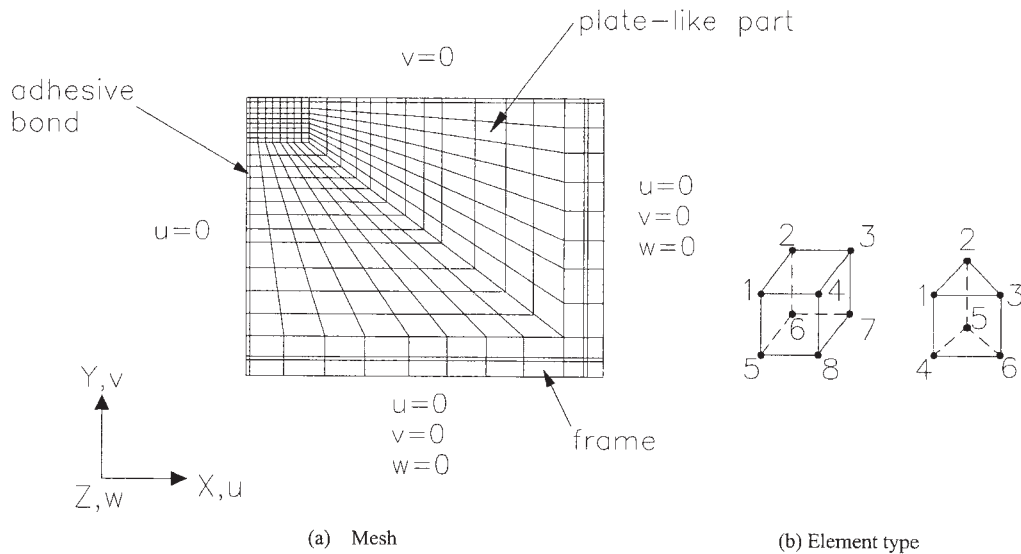 plate-like part
v=0
adhesive
bond
u=0
u=0
v=0
w=0
2
3
1
4
6
7
5
8
2
1
3
5
4
6
Y,v
u=0
v=0
w=0
frame
Z,w
X,u
(a) Mesh
(b) Element type